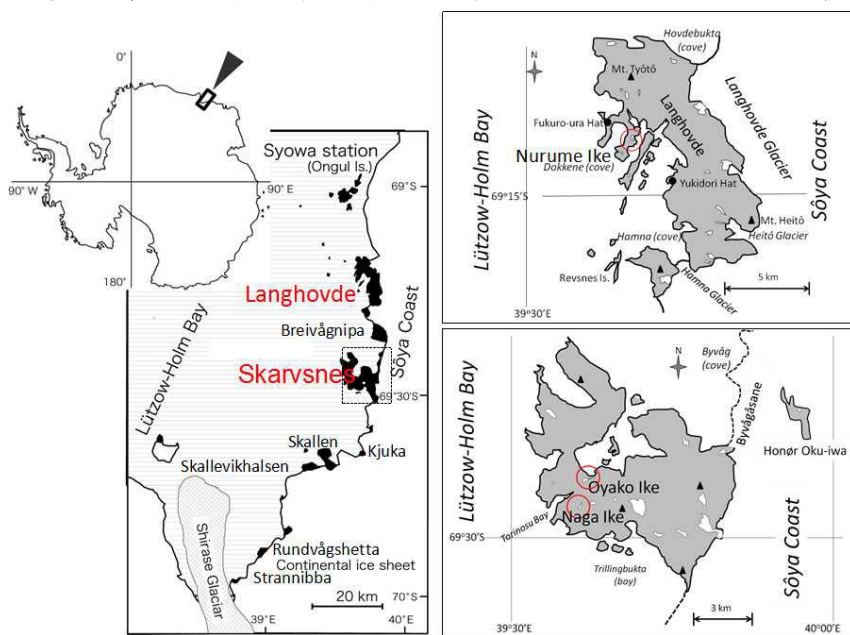 0°
90° W
90° E
180°
Syowa station
(Ongul Is.)
69°S
Langhovde
Breivågnipa
Sôya Coast
Skarvsnes
69°30'S
Lützow-Holm Bay
Skallen
Kjuka
Skallevikhalsen
Shirase Glaciar
Rundvågshetta
Continental ice sheet
Strannibba
70°S
20 km
39°E
40°E
Hovdebukta
(cove)
N
Mt. Tyôtô
Langhovde
Langhovde Glacier
Lützow-Holm Bay
Fukuro-ura Hat
Nurume Ike
Dokkene (cove)
Yukidori Hat
69°15'S
Sôya Coast
Mt. Heitô
Heitô Glacier
Hamna (cove)
Revsnes Is.
Hamna Glacier
5 km
39°30'E
Byvåg
(cove)
N
Lützow-Holm Bay
Byvågåsane
Honør Oku-iwa
Oyako Ike
Naga Ike
Torinosu Bay
69°30'S
Sôya Coast
Trillingbukta
(bay)
3 km
39°30'E
40°00'E